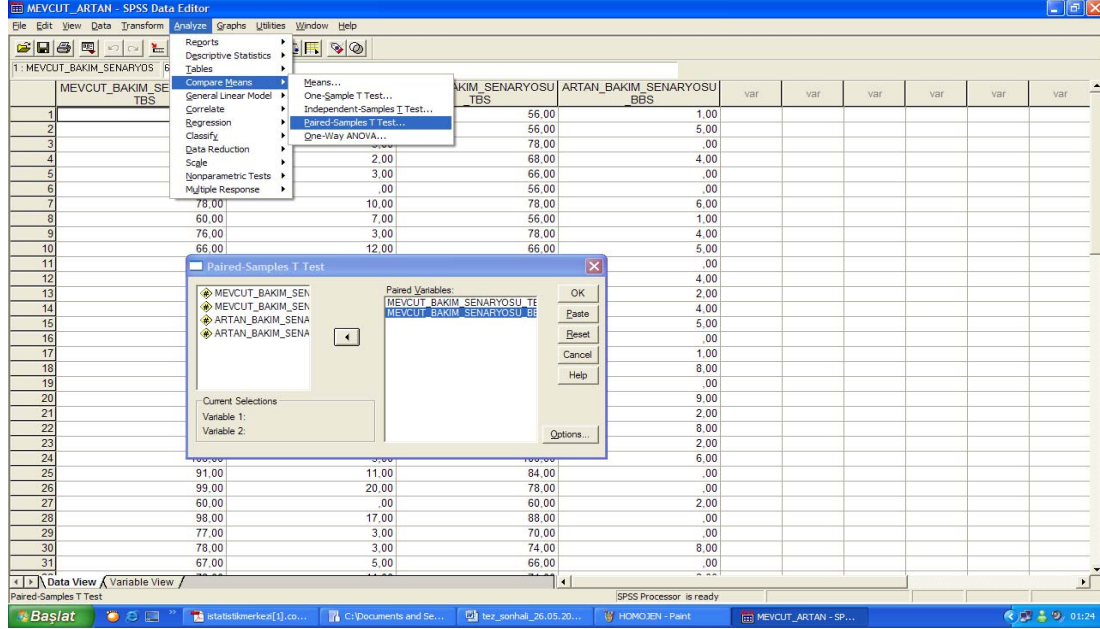 MEVCUT_ARTAN - SPSS Data Editor
File Edit View Data Transform Analyze Graphs Utilities Window Help
1 : MEVCUT_BAKIM_SENARYOS 6
MEVCUT_BAKIM_SE TBS AKIM_SENARYOSU _TBS ARTAN_BAKIM_SENARYOSU _BBS var var var var var var
Reports
Descriptive Statistics
Tables
Compare Means
General Linear Model
Correlate
Regression
Classify
Data Reduction
Scale
Nonparametric Tests
Multiple Response
Means...
One-Sample T Test...
Independent-Samples T Test...
Paired-Samples T Test...
One-Way ANOVA...
1 56,00 1,00
2 56,00 5,00
3 78,00 ,00
4 2,00 68,00 4,00
5 3,00 66,00 ,00
6 ,00 56,00 ,00
7 78,00 10,00 78,00 6,00
8 60,00 7,00 56,00 1,00
9 76,00 3,00 78,00 4,00
10 66,00 12,00 66,00 5,00
11 ,00
12 4,00
13 2,00
14 4,00
15 5,00
16 ,00
17 1,00
18 8,00
19 ,00
20 9,00
21 2,00
22 8,00
23 2,00
24 6,00
25 91,00 11,00 84,00 ,00
26 99,00 20,00 78,00 ,00
27 60,00 ,00 60,00 2,00
28 98,00 17,00 88,00 ,00
29 77,00 3,00 70,00 ,00
30 78,00 3,00 74,00 8,00
31 67,00 5,00 66,00 ,00
Paired-Samples T Test
MEVCUT_BAKIM_SEN
MEVCUT_BAKIM_SEN
ARTAN_BAKIM_SENA
ARTAN_BAKIM_SENA
Paired Variables:
MEVCUT_BAKIM_SENARYOSU_TE
MEVCUT_BAKIM_SENARYOSU_BE
OK
Paste
Reset
Cancel
Help
Options...
Current Selections
Variable 1:
Variable 2:
Data View Variable View
Paired-Samples T Test SPSS Processor is ready
Başlat istatistikmerkezi[1].co... C:\Documents and Se... tez_sonhali_26.05.20... HOMOJEN - Paint MEVCUT_ARTAN - SP... 01:24